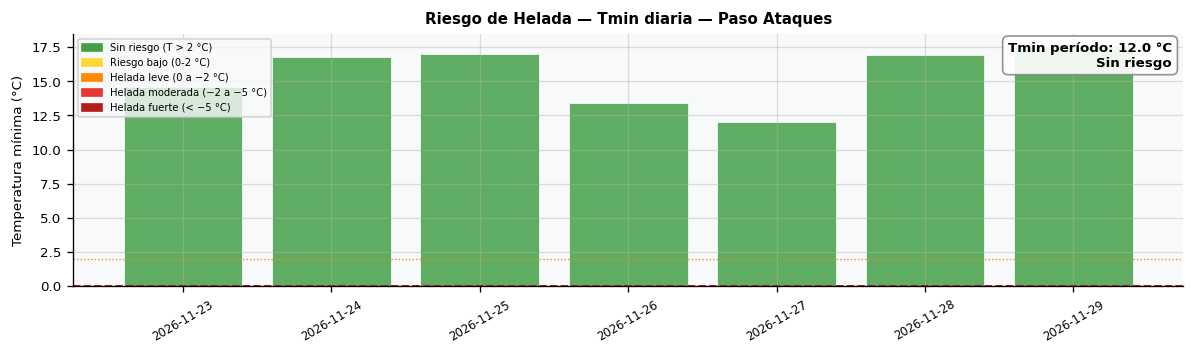 Riesgo de Helada — Tmin diaria — Paso Ataques
Temperatura mínima (°C)
17.5
15.0
12.5
10.0
7.5
5.0
2.5
0.0
Sin riesgo (T > 2 °C)
Riesgo bajo (0-2 °C)
Helada leve (0 a −2 °C)
Helada moderada (−2 a −5 °C)
Helada fuerte (< −5 °C)
Tmin período: 12.0 °C
Sin riesgo
2026-11-23
2026-11-24
2026-11-25
2026-11-26
2026-11-27
2026-11-28
2026-11-29